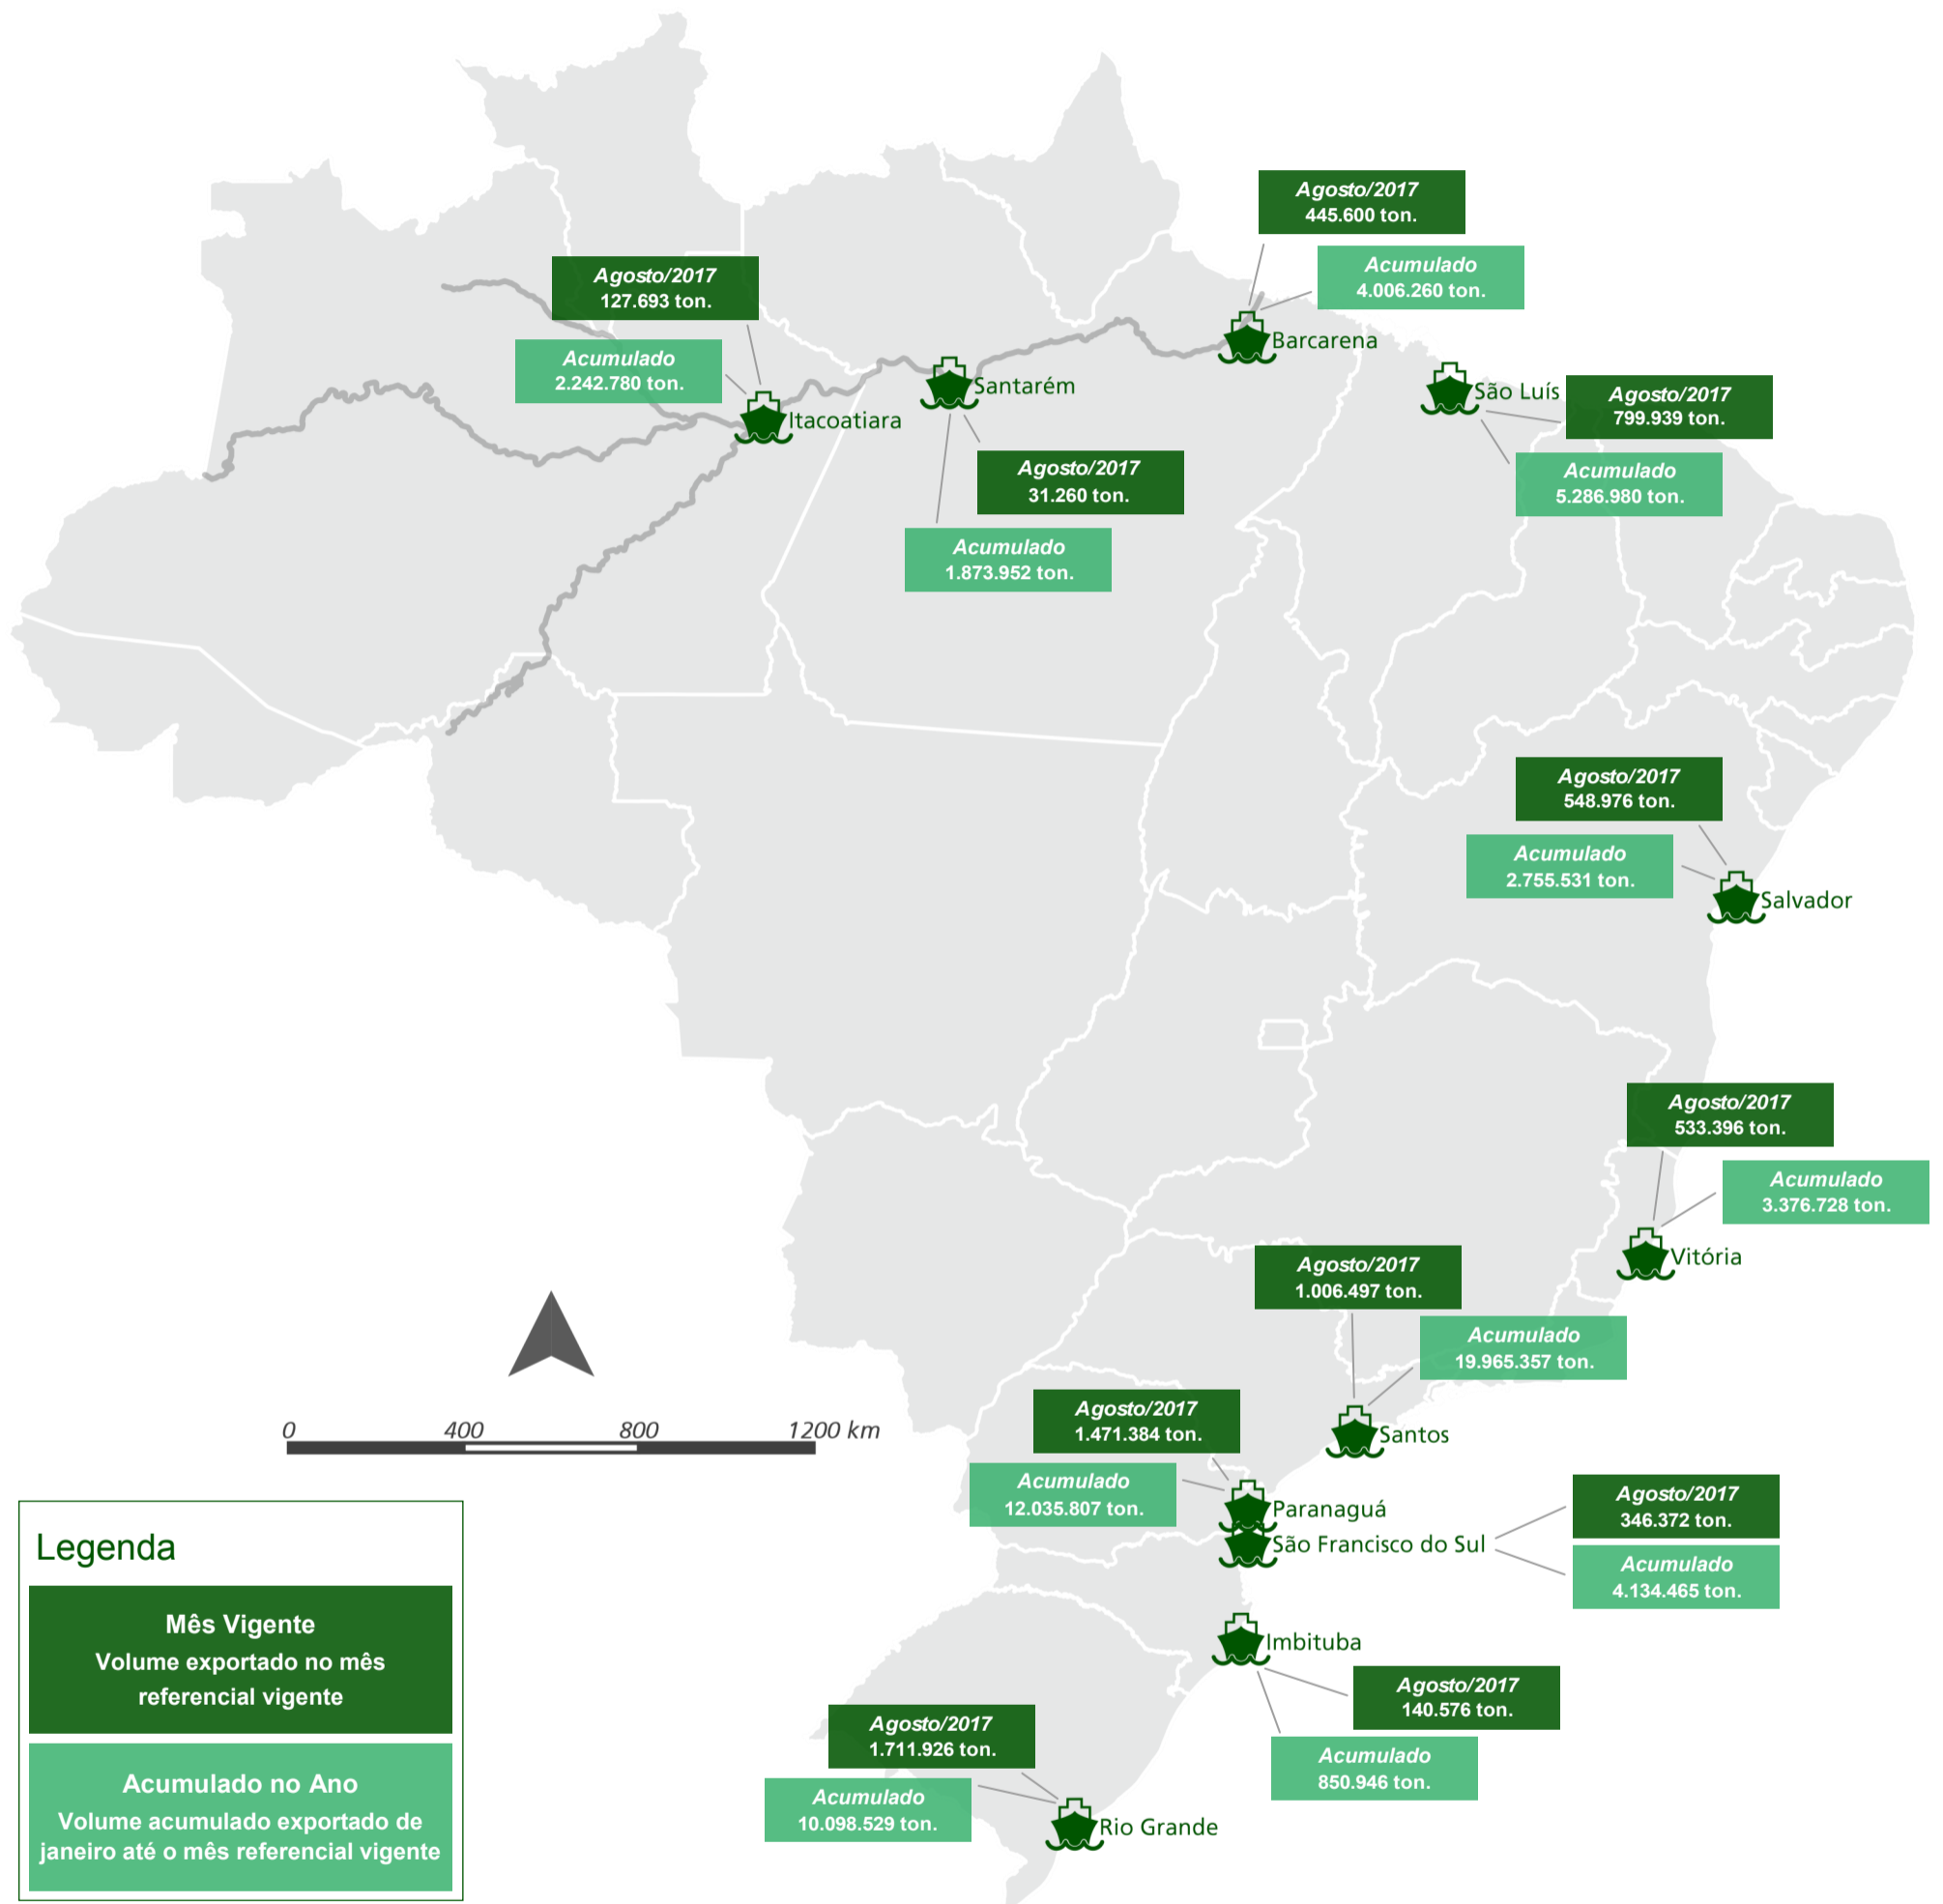 Agosto/2017
445.600 ton.
Acumulado
4.006.260 ton.
Barcarena
Agosto/2017
127.693 ton.
Acumulado
2.242.780 ton.
Itacoatiara
Santarém
Agosto/2017
31.260 ton.
Acumulado
1.873.952 ton.
São Luís
Agosto/2017
799.939 ton.
Acumulado
5.286.980 ton.
Agosto/2017
548.976 ton.
Acumulado
2.755.531 ton.
Salvador
Agosto/2017
533.396 ton.
Acumulado
3.376.728 ton.
Vitória
Agosto/2017
1.006.497 ton.
Acumulado
19.965.357 ton.
Santos
Agosto/2017
1.471.384 ton.
Acumulado
12.035.807 ton.
Paranaguá
São Francisco do Sul
Agosto/2017
346.372 ton.
Acumulado
4.134.465 ton.
Imbituba
Agosto/2017
140.576 ton.
Acumulado
850.946 ton.
Agosto/2017
1.711.926 ton.
Acumulado
10.098.529 ton.
Rio Grande
0 400 800 1200 km
Legenda
Mês Vigente
Volume exportado no mês
referencial vigente
Acumulado no Ano
Volume acumulado exportado de
janeiro até o mês referencial vigente